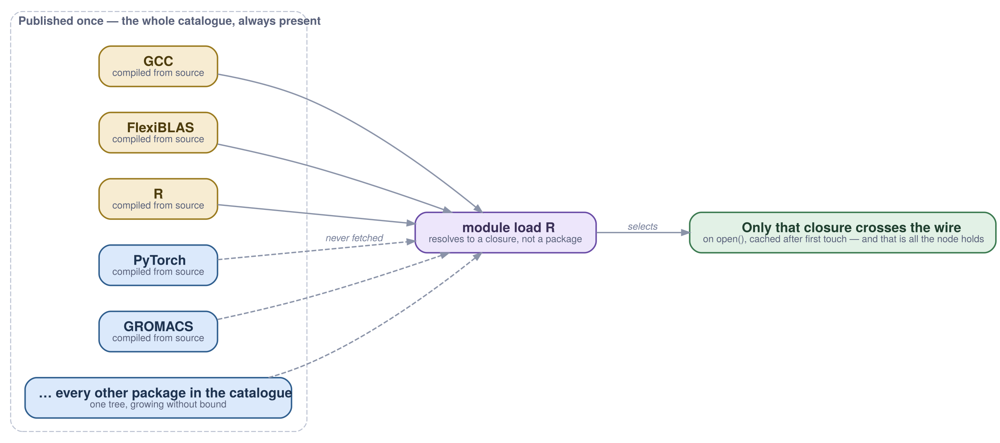 Published once — the whole catalogue, always present
GCC
compiled from source
FlexiBLAS
compiled from source
R
compiled from source
never fetched
PyTorch
compiled from source
GROMACS
compiled from source
… every other package in the catalogue
one tree, growing without bound
module load R
resolves to a closure, not a package
selects
Only that closure crosses the wire
on open(), cached after first touch — and that is all the node holds